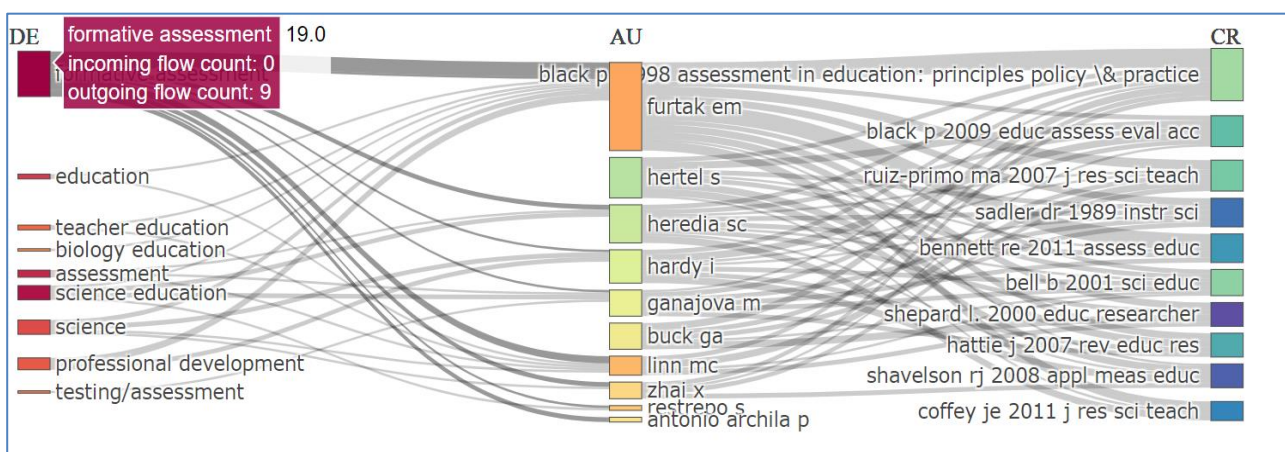 DE
AU
CR
formative assessment
incoming flow count: 0
outgoing flow count: 9
19.0
formative assessment
education
teacher education
biology education
assessment
science education
science
professional development
testing/assessment
furtak em
hertel s
heredia sc
hardy i
ganajova m
buck ga
linn mc
zhai x
restrepo s
antonio archila p
black p 1998 assessment in education: principles policy \& practice
black p 2009 educ assess eval acc
ruiz-primo ma 2007 j res sci teach
sadler dr 1989 instr sci
bennett re 2011 assess educ
bell b 2001 sci educ
shepard l. 2000 educ researcher
hattie j 2007 rev educ res
shavelson rj 2008 appl meas educ
coffey je 2011 j res sci teach